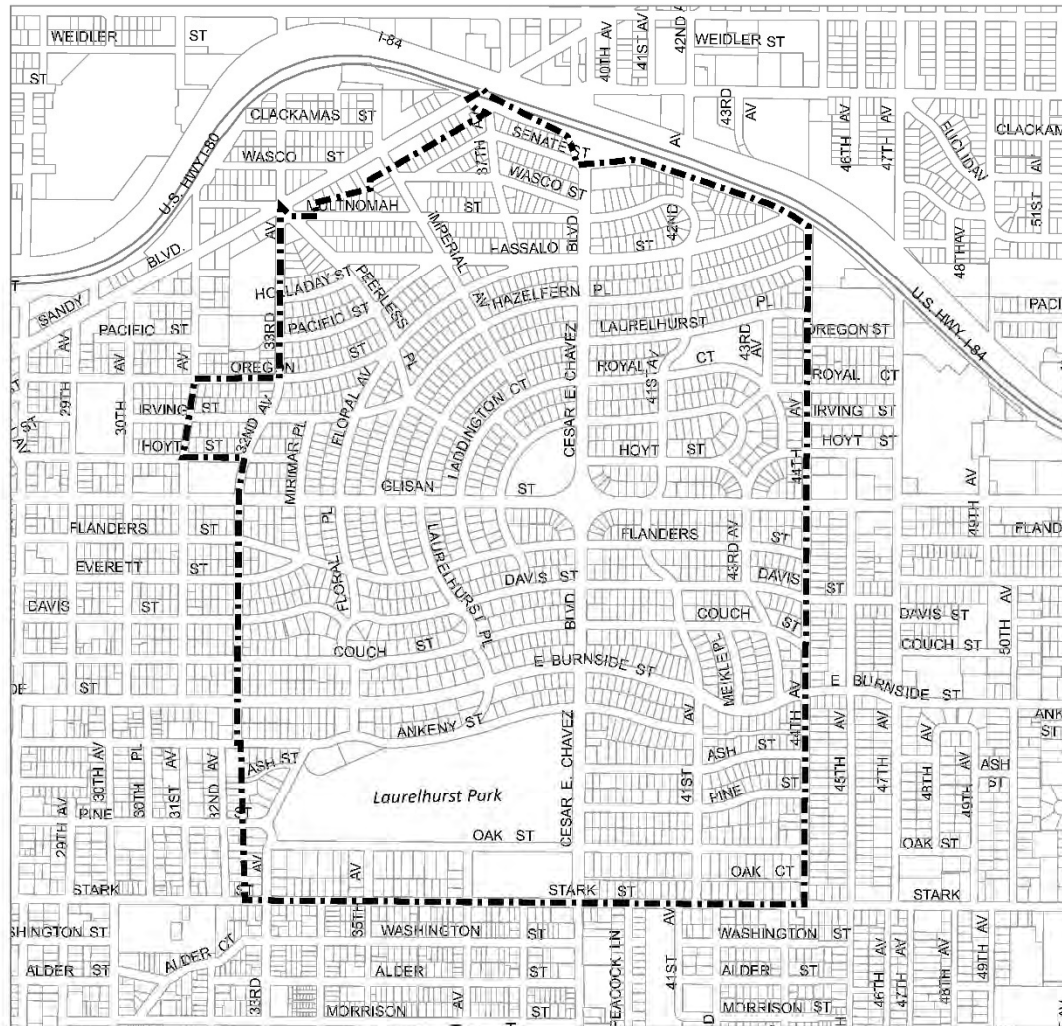 WEIDLER ST
I-84
40TH AV
41ST AV
42ND A
WEIDLER ST
ST
CLACKAMAS ST
43RD AV
AV
46TH AV
47TH AV
EUCLID AV
CLACKAM
WASCO ST
37TH A
SENATE ST
WASCO ST
U.S. HWY I-80
MULTNOMAH ST
IMPERIAL AV
BLVD
42ND
51ST AV
HASSALO ST
48TH AV
SANDY BLVD.
AV
33RD
HOLLADAY ST
PEERLESS PL
HAZELFERN PL
U.S. HWY I-84
PACI
PACIFIC ST
PACIFIC ST
LAURELHURST PL
OREGON ST
29TH AV
AV
OREGON ST
CESAR E. CHAVEZ
ROYAL CT
41ST AV
43RD AV
ROYAL CT
30TH
IRVING ST
32ND AV
FLORAL AV
LADDINGTON CT
AV
IRVING ST
ST
HOYT ST
MIRIMAR PL
HOYT ST
44TH
HOYT ST
GLISAN ST
49TH AV
FLANDERS ST
PL
FLANDERS ST
43RD AV
FLAND
EVERETT ST
FLORAL
LAURELHURST PL
DAVIS ST
DAVIS ST
DAVIS ST
BLVD
COUCH ST
DAVIS ST
50TH AV
COUCH ST
COUCH ST
MEIKLE PL
ST
E BURNSIDE ST
E BURNSIDE ST
ANKENY ST
44TH AV
ANK
ST
30TH AV
30TH PL
31ST AV
32ND AV
ASH ST
CESAR E. CHAVEZ
41ST AV
ASH ST
45TH AV
47TH AV
48TH AV
49TH AV
ASH ST
Laurelhurst Park
PINE ST
29TH AV
PINE ST
OAK ST
OAK ST
AV
AV
OAK CT
STARK ST
STARK ST
STARK
35TH
SHINGTON ST
WASHINGTON ST
PEACOCK LN
41ST AV
WASHINGTON ST
46TH AV
47TH AV
48TH AV
49TH AV
ALDER ST
ALDER CT
33RD
ALDER ST
ALDER ST
MORRISON ST
AV
MORRISON ST